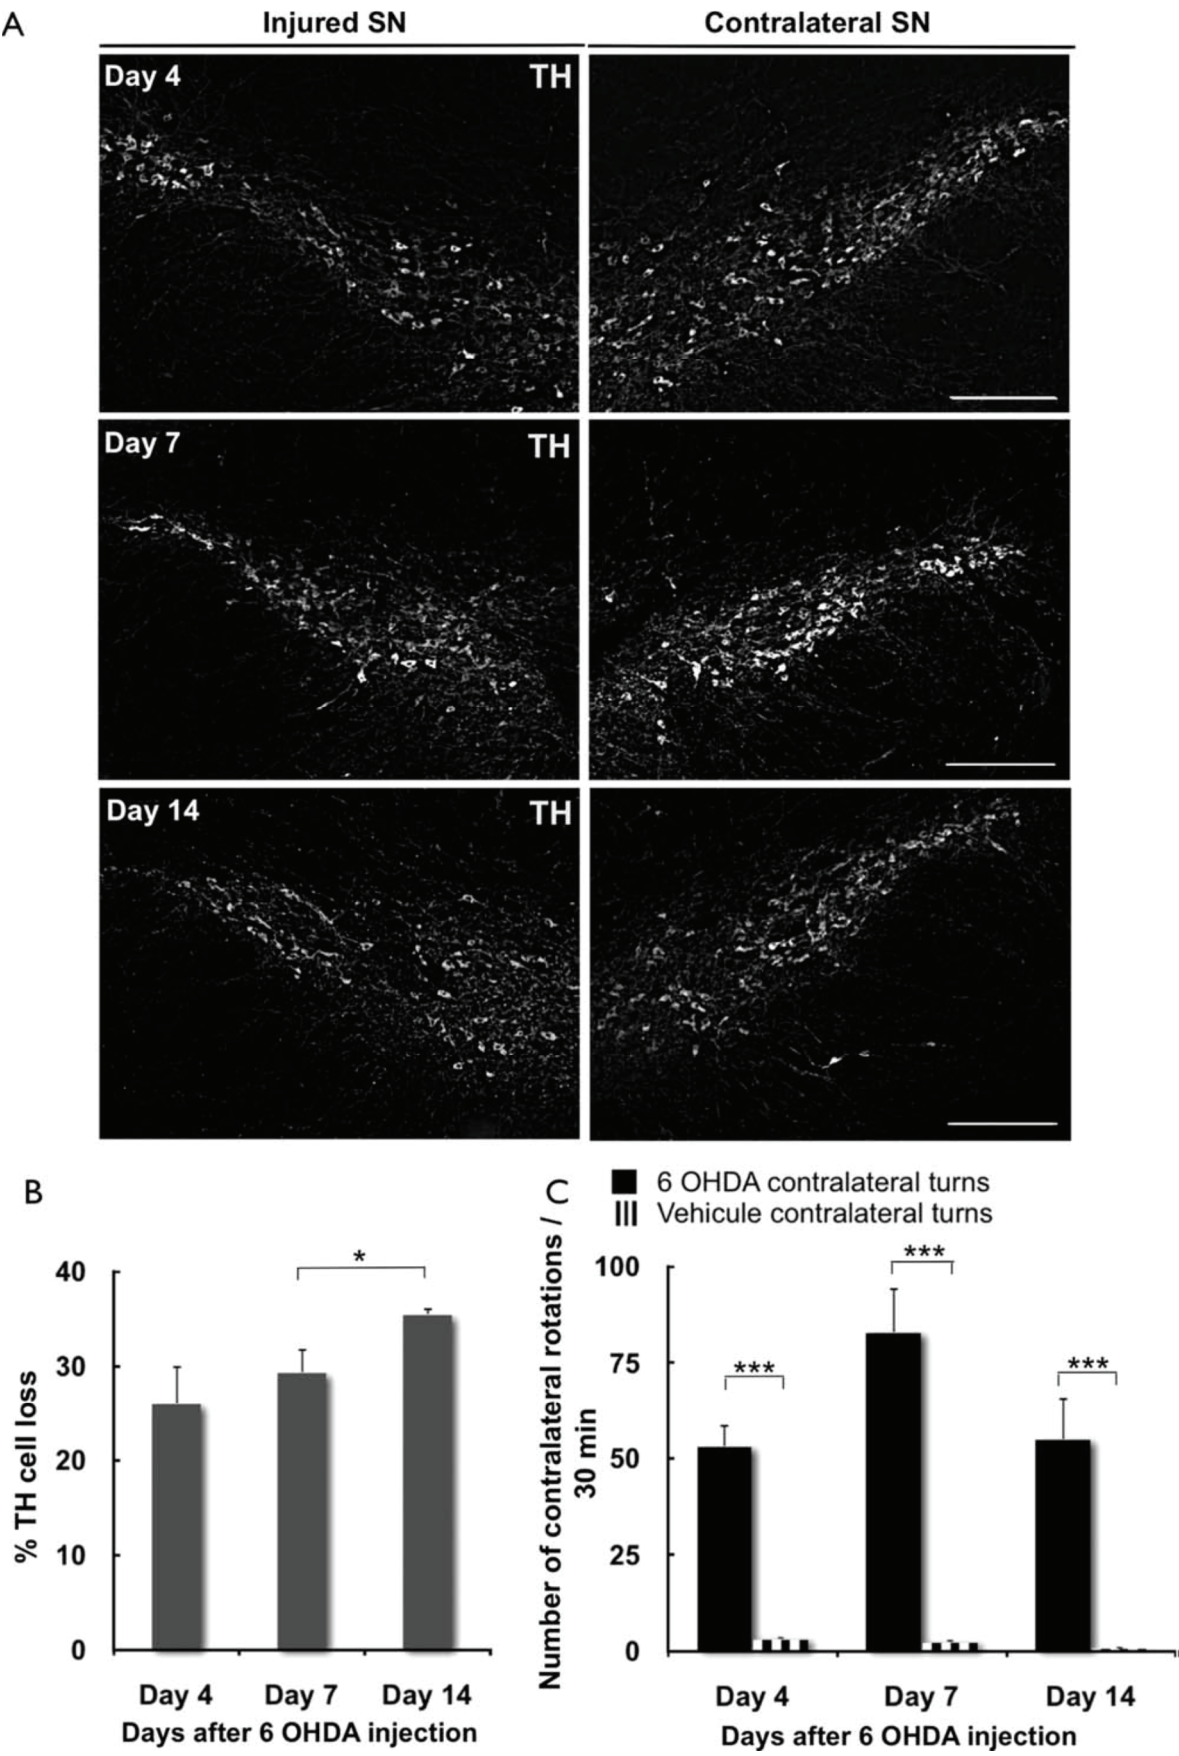 A
Injured SN
Contralateral SN
Day 4
TH
Day 7
TH
Day 14
TH
B
% TH cell loss
40
30
20
10
0
*
Day 4
Day 7
Day 14
Days after 6 OHDA injection
C
6 OHDA contralateral turns
Vehicule contralateral turns
Number of contralateral rotations /
30 min
100
75
50
25
0
***
***
***
Day 4
Day 7
Day 14
Days after 6 OHDA injection